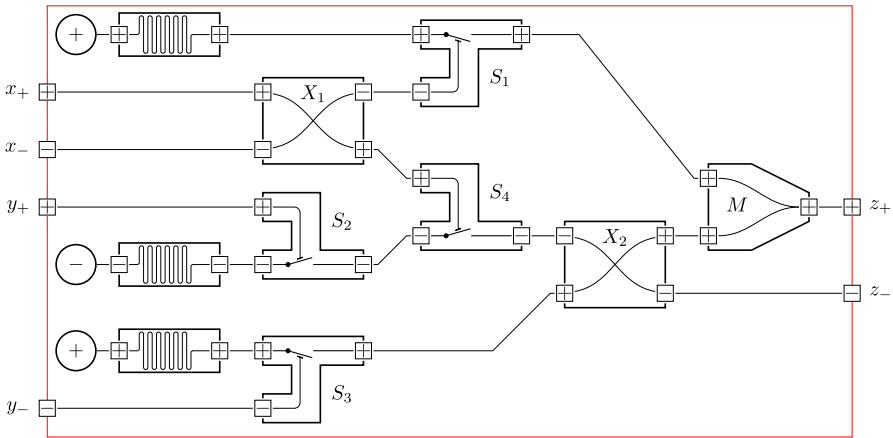 + + + + +
S₁
x₊ + + X₁ −
−
x₋ − − +
+
S₄
y₊ + + S₂
+ M + + z₊
− − − − − − − X₂ + +
+ − − z₋
+ + + + +
S₃
y₋ − −